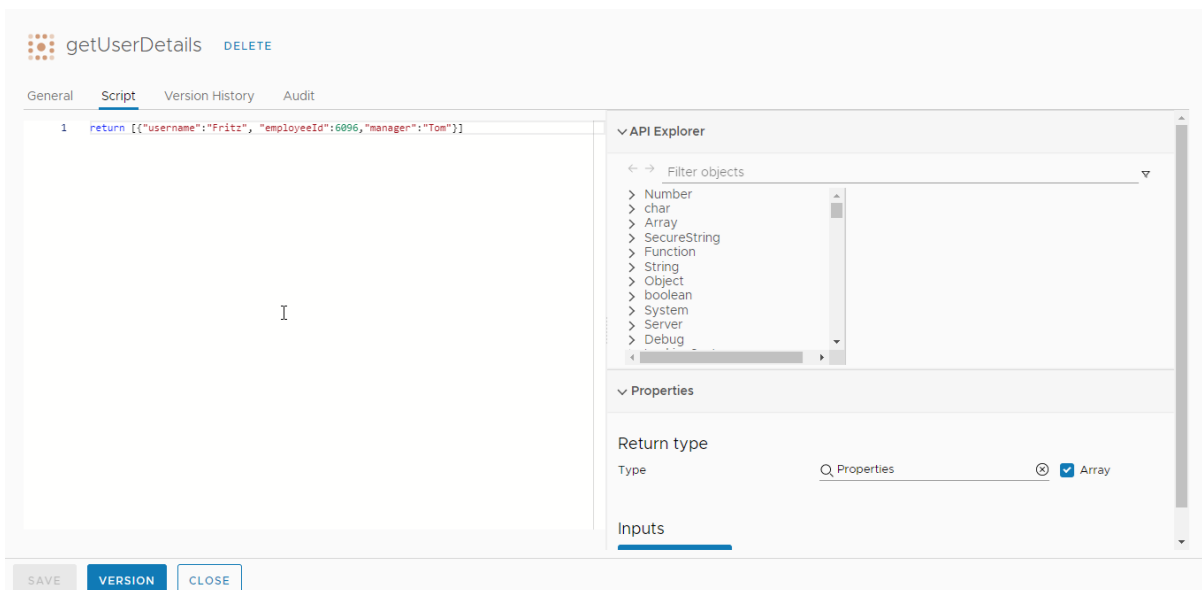 getUserDetails DELETE
General Script Version History Audit
1 return [{"username":"Fritz", "employeeId":6096,"manager":"Tom"}]
API Explorer
Filter objects
Number
char
Array
SecureString
Function
String
Object
boolean
System
Server
Debug
Properties
Return type
Type Properties Array
Inputs
SAVE VERSION CLOSE